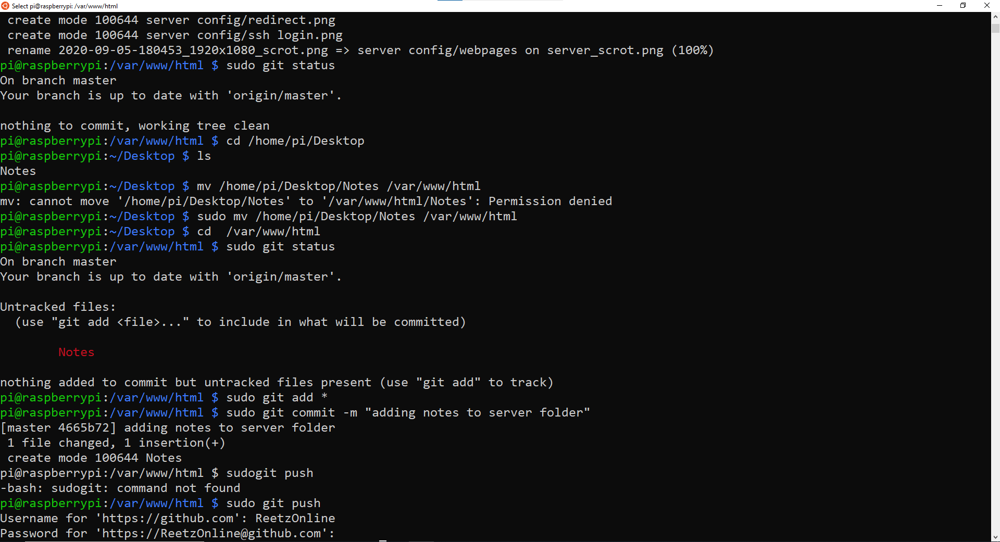 Select pi@raspberrypi: /var/www/html
 create mode 100644 server config/redirect.png
 create mode 100644 server config/ssh login.png
 rename 2020-09-05-180453_1920x1080_scrot.png => server config/webpages on server_scrot.png (100%)
pi@raspberrypi:/var/www/html $ sudo git status
On branch master
Your branch is up to date with 'origin/master'.

nothing to commit, working tree clean
pi@raspberrypi:/var/www/html $ cd /home/pi/Desktop
pi@raspberrypi:~/Desktop $ ls
Notes
pi@raspberrypi:~/Desktop $ mv /home/pi/Desktop/Notes /var/www/html
mv: cannot move '/home/pi/Desktop/Notes' to '/var/www/html/Notes': Permission denied
pi@raspberrypi:~/Desktop $ sudo mv /home/pi/Desktop/Notes /var/www/html
pi@raspberrypi:~/Desktop $ cd  /var/www/html
pi@raspberrypi:/var/www/html $ sudo git status
On branch master
Your branch is up to date with 'origin/master'.

Untracked files:
  (use "git add <file>..." to include in what will be committed)

        Notes

nothing added to commit but untracked files present (use "git add" to track)
pi@raspberrypi:/var/www/html $ sudo git add *
pi@raspberrypi:/var/www/html $ sudo git commit -m "adding notes to server folder"
[master 4665b72] adding notes to server folder
 1 file changed, 1 insertion(+)
 create mode 100644 Notes
pi@raspberrypi:/var/www/html $ sudogit push
-bash: sudogit: command not found
pi@raspberrypi:/var/www/html $ sudo git push
Username for 'https://github.com': ReetzOnline
Password for 'https://ReetzOnline@github.com':